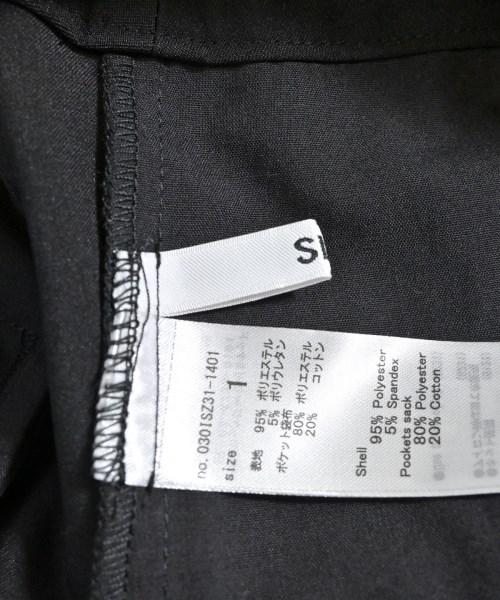 S
no. 030ISZ31-1401
size 1
表地 95% ポリエステル
5% ポリウレタン
ポケット袋布 80% ポリエステル
20% コットン
Shell
95% Polyester
5% Spandex
Pockets sack
80% Polyester
20% Cotton